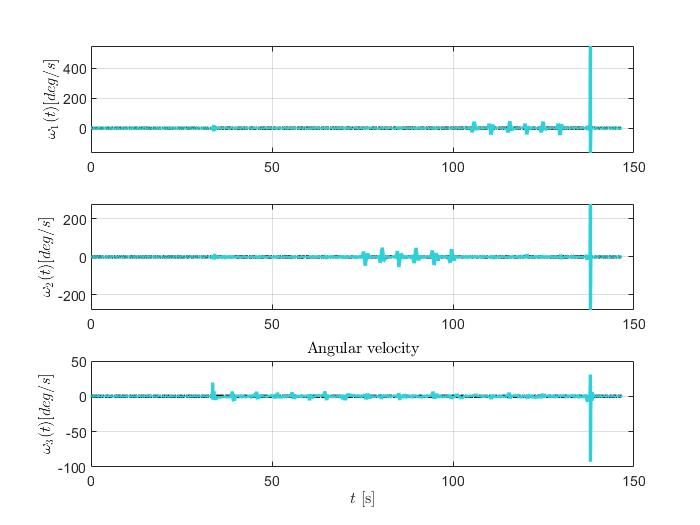 400
200
0
ω₁(t)[deg/s]
0 50 100 150
200
0
-200
ω₂(t)[deg/s]
0 50 100 150
Angular velocity
50
0
-50
-100
ω₃(t)[deg/s]
0 50 100 150
t [s]